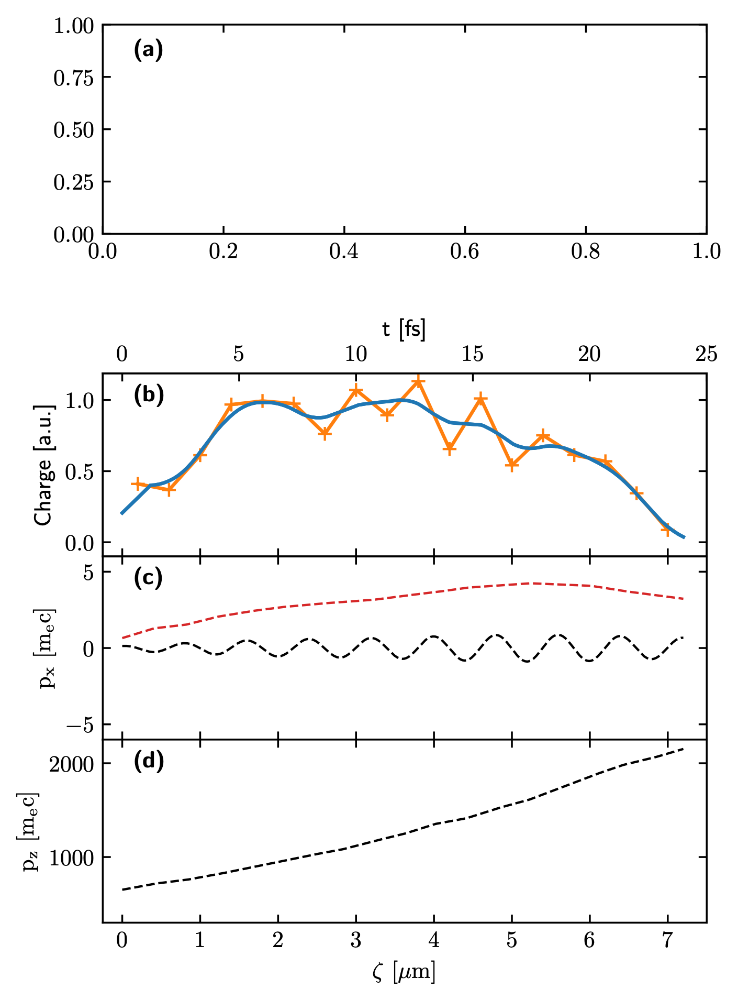 1.00
(a)
0.75
0.50
0.25
0.00
0.0 0.2 0.4 0.6 0.8 1.0
t [fs]
0 5 10 15 20 25
(b)
1.0
0.5
0.0
Charge [a.u.]
(c)
5
0
−5
pₓ [mₑc]
(d)
2000
1000
p_z [mₑc]
0 1 2 3 4 5 6 7
ζ [μm]